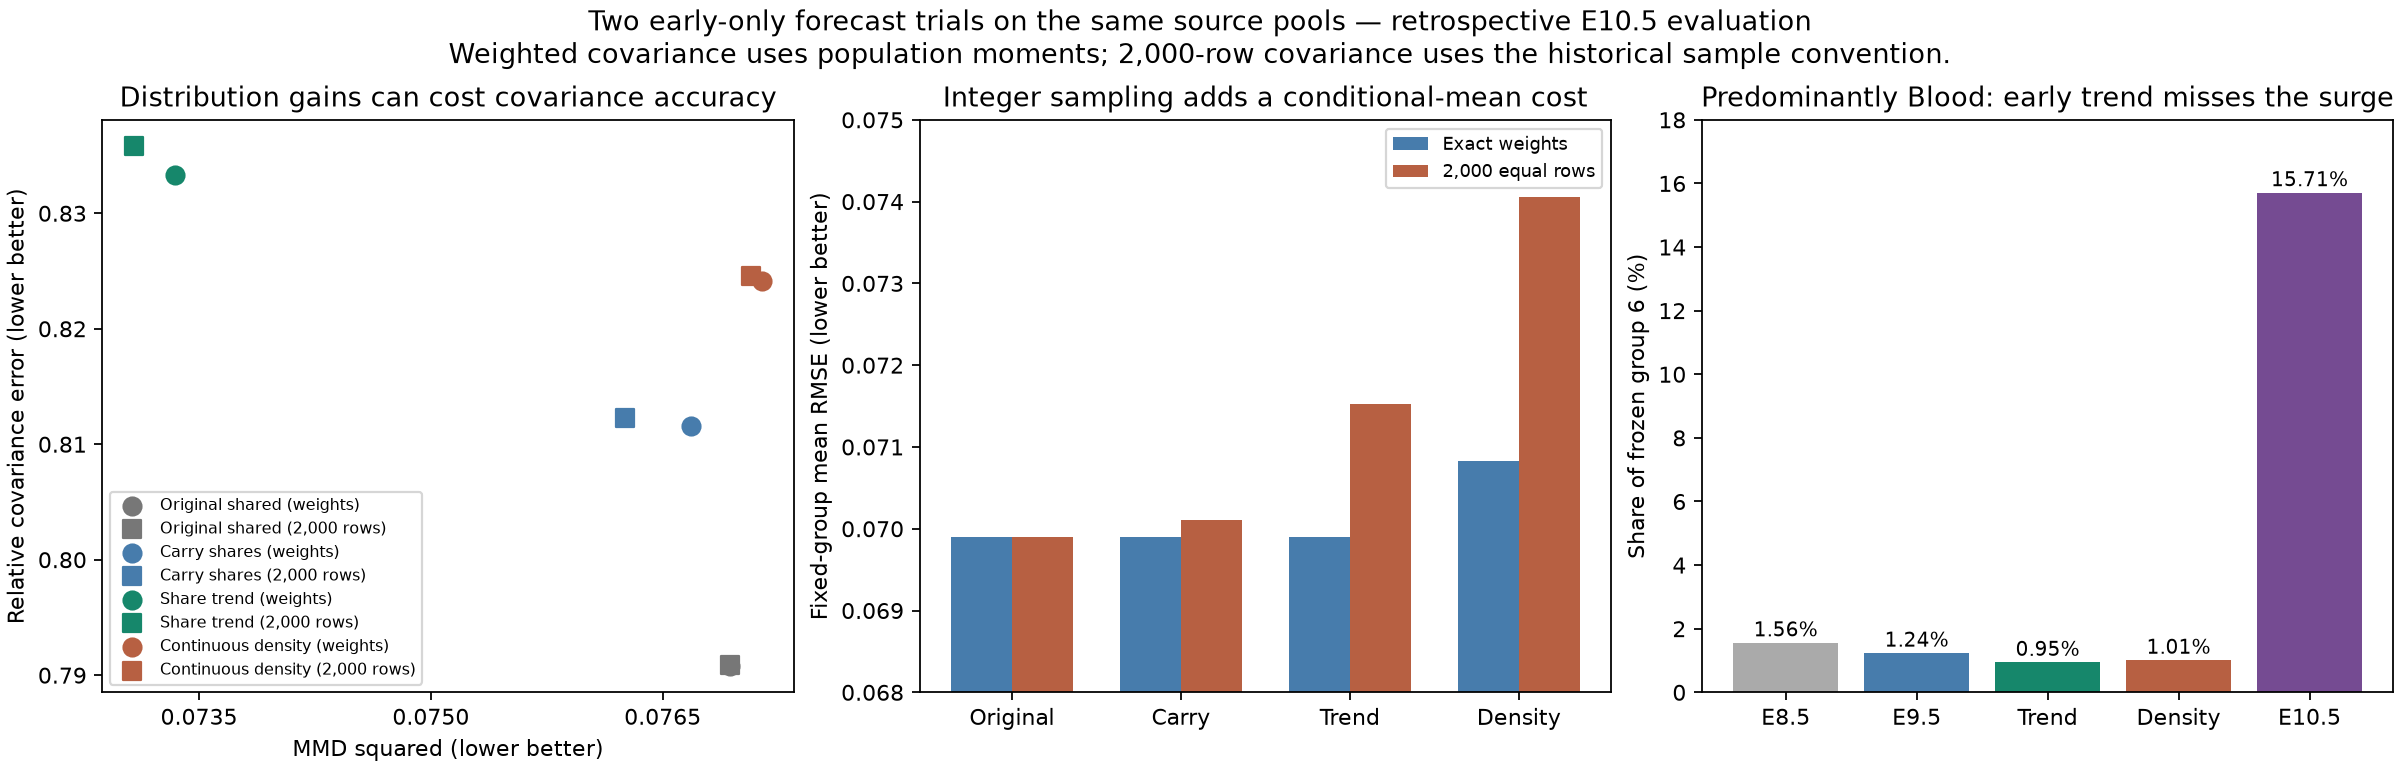 Two early-only forecast trials on the same source pools — retrospective E10.5 evaluation
Weighted covariance uses population moments; 2,000-row covariance uses the historical sample convention.
Distribution gains can cost covariance accuracy
Relative covariance error (lower better)
0.83
0.82
0.81
0.80
0.79
Original shared (weights)
Original shared (2,000 rows)
Carry shares (weights)
Carry shares (2,000 rows)
Share trend (weights)
Share trend (2,000 rows)
Continuous density (weights)
Continuous density (2,000 rows)
0.0735
0.0750
0.0765
MMD squared (lower better)
Integer sampling adds a conditional-mean cost
Fixed-group mean RMSE (lower better)
0.075
0.074
0.073
0.072
0.071
0.070
0.069
0.068
Exact weights
2,000 equal rows
Original
Carry
Trend
Density
Predominantly Blood: early trend misses the surge
Share of frozen group 6 (%)
18
16
14
12
10
8
6
4
2
0
1.56%
1.24%
0.95%
1.01%
15.71%
E8.5
E9.5
Trend
Density
E10.5